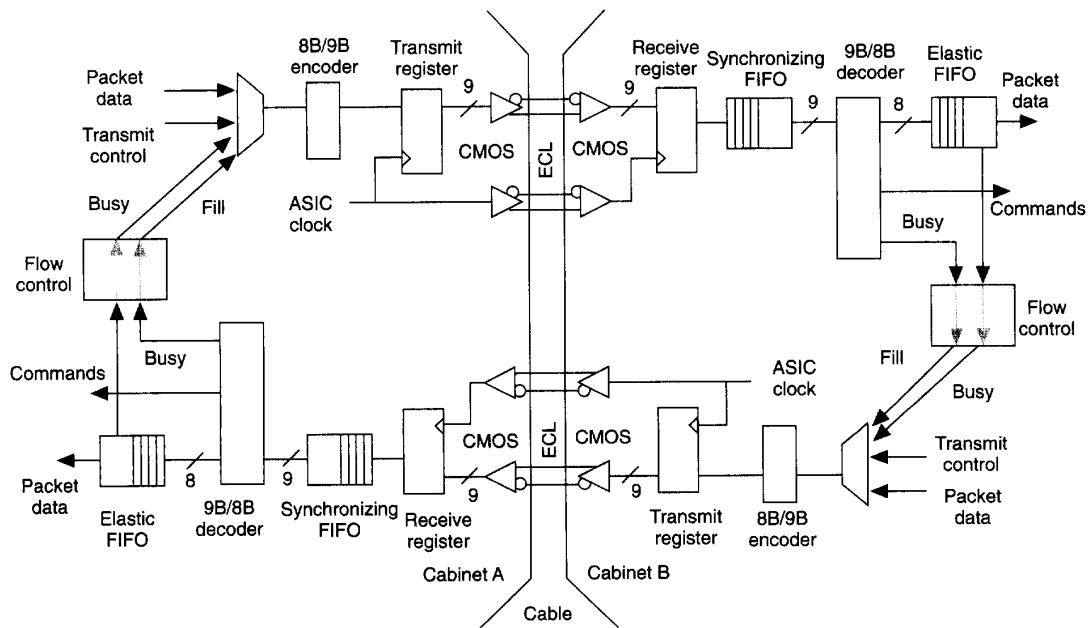 8B/9B
encoder
Transmit
register
Receive
register
Synchronizing
FIFO
9B/8B
decoder
Elastic
FIFO
Packet
data
Packet
data
Transmit
control
9
9
9
8
CMOS
ECL
CMOS
Busy
Fill
ASIC
clock
Commands
Busy
Flow
control
Flow
control
Busy
Fill
Busy
Commands
ASIC
clock
CMOS
ECL
CMOS
Transmit
control
Packet
data
Packet
data
8
9
9
9
Elastic
FIFO
9B/8B
decoder
Synchronizing
FIFO
Receive
register
Transmit
register
8B/9B
encoder
Cabinet A
Cabinet B
Cable